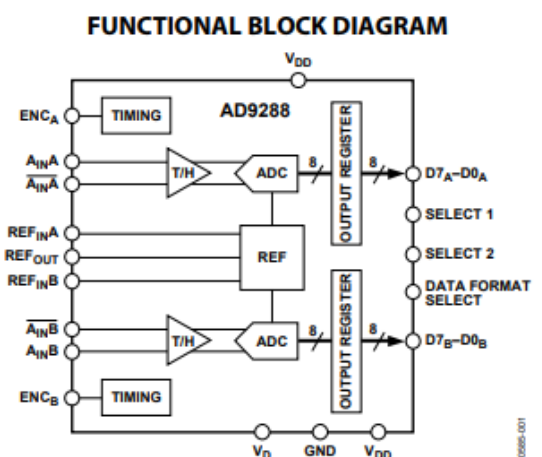 FUNCTIONAL BLOCK DIAGRAM
VDD
ENCA
TIMING
AD9288
AINA
AINA
T/H
ADC
8
OUTPUT REGISTER
8
D7A–D0A
SELECT 1
REFINA
REFOUT
REFINB
REF
SELECT 2
DATA FORMAT
SELECT
AINB
AINB
T/H
ADC
8
OUTPUT REGISTER
8
D7B–D0B
ENCB
TIMING
VD
GND
VDD
00585-001